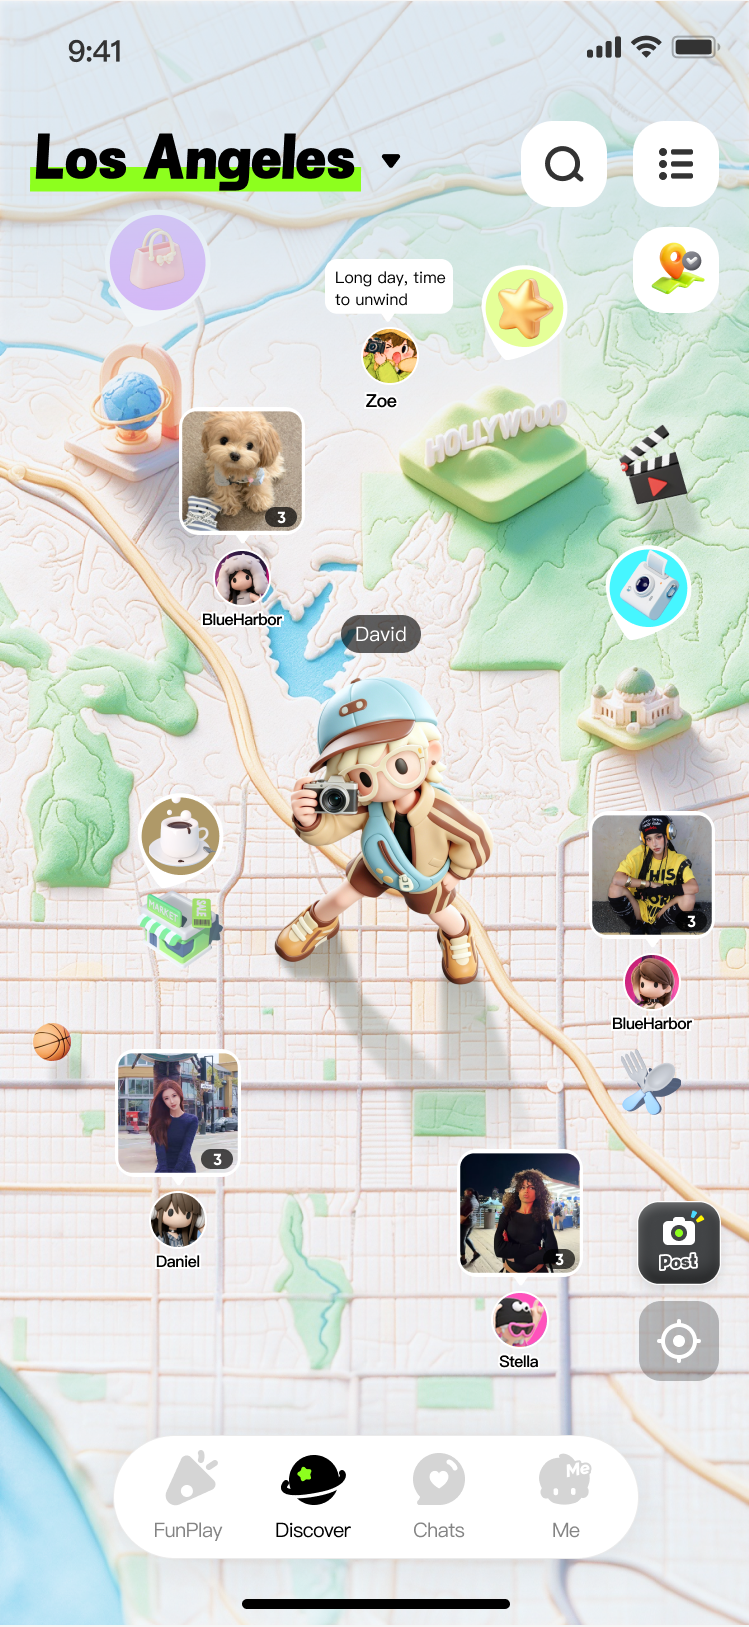 9:41
Los Angeles
Long day, time
to unwind
Zoe
HOLLYWOOD
3
BlueHarbor
David
MARKET
3
BlueHarbor
3
Daniel
3
Stella
Post
FunPlay
Discover
Chats
Me
Me